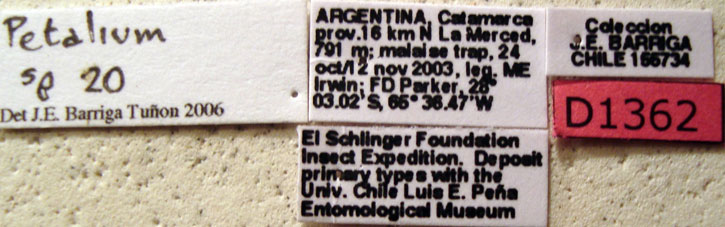 Petalium
sp 20
Det J.E. Barriga Tuñon 2006
ARGENTINA, Catamarca
prov.16 km N La Merced,
791 m; malaise trap, 24
oct/12 nov 2003, leg. ME
Irwin; FD Parker, 28°
03.02'S, 65° 36.47'W
El Schlinger Foundation
Insect Expedition. Deposit
primary types with the
Univ. Chile Luis E. Peña
Entomological Museum
Coleccion
J.E. BARRIGA
CHILE 156734
D1362